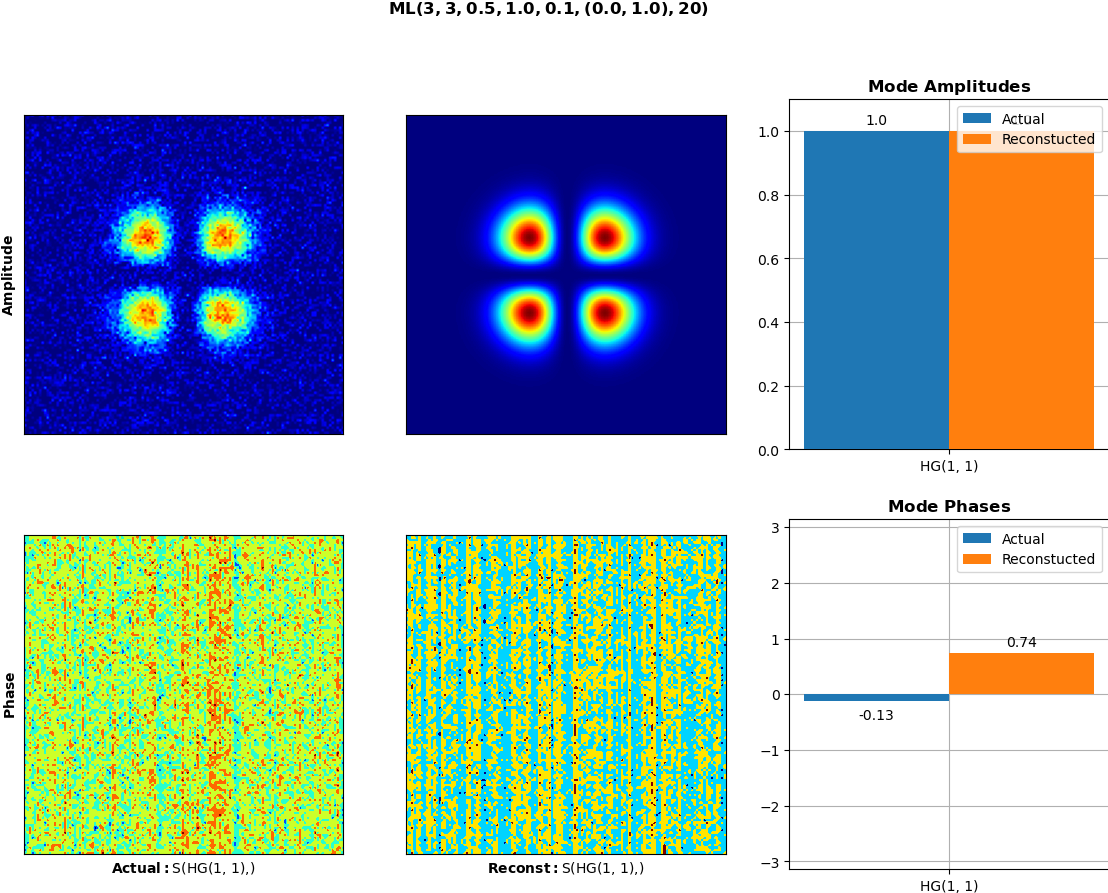 ML(3, 3, 0.5, 1.0, 0.1, (0.0, 1.0), 20)
Amplitude
Mode Amplitudes
1.0
Actual
Reconstucted
1.0
0.8
0.6
0.4
0.2
0.0
HG(1, 1)
Phase
Actual: S(HG(1, 1),)
Reconst: S(HG(1, 1),)
Mode Phases
Actual
Reconstucted
3
2
1
0
−1
−2
−3
0.74
-0.13
HG(1, 1)